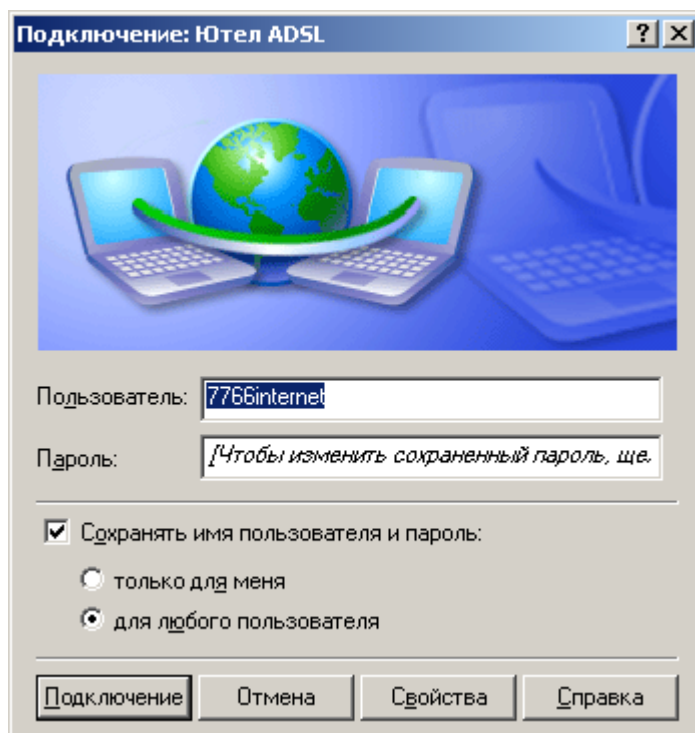 Подключение: Ютел ADSL
Пользователь: 7766internet
Пароль: [Чтобы изменить сохраненный пароль, ще.
Сохранять имя пользователя и пароль:
только для меня
для любого пользователя
Подключение Отмена Свойства Справка